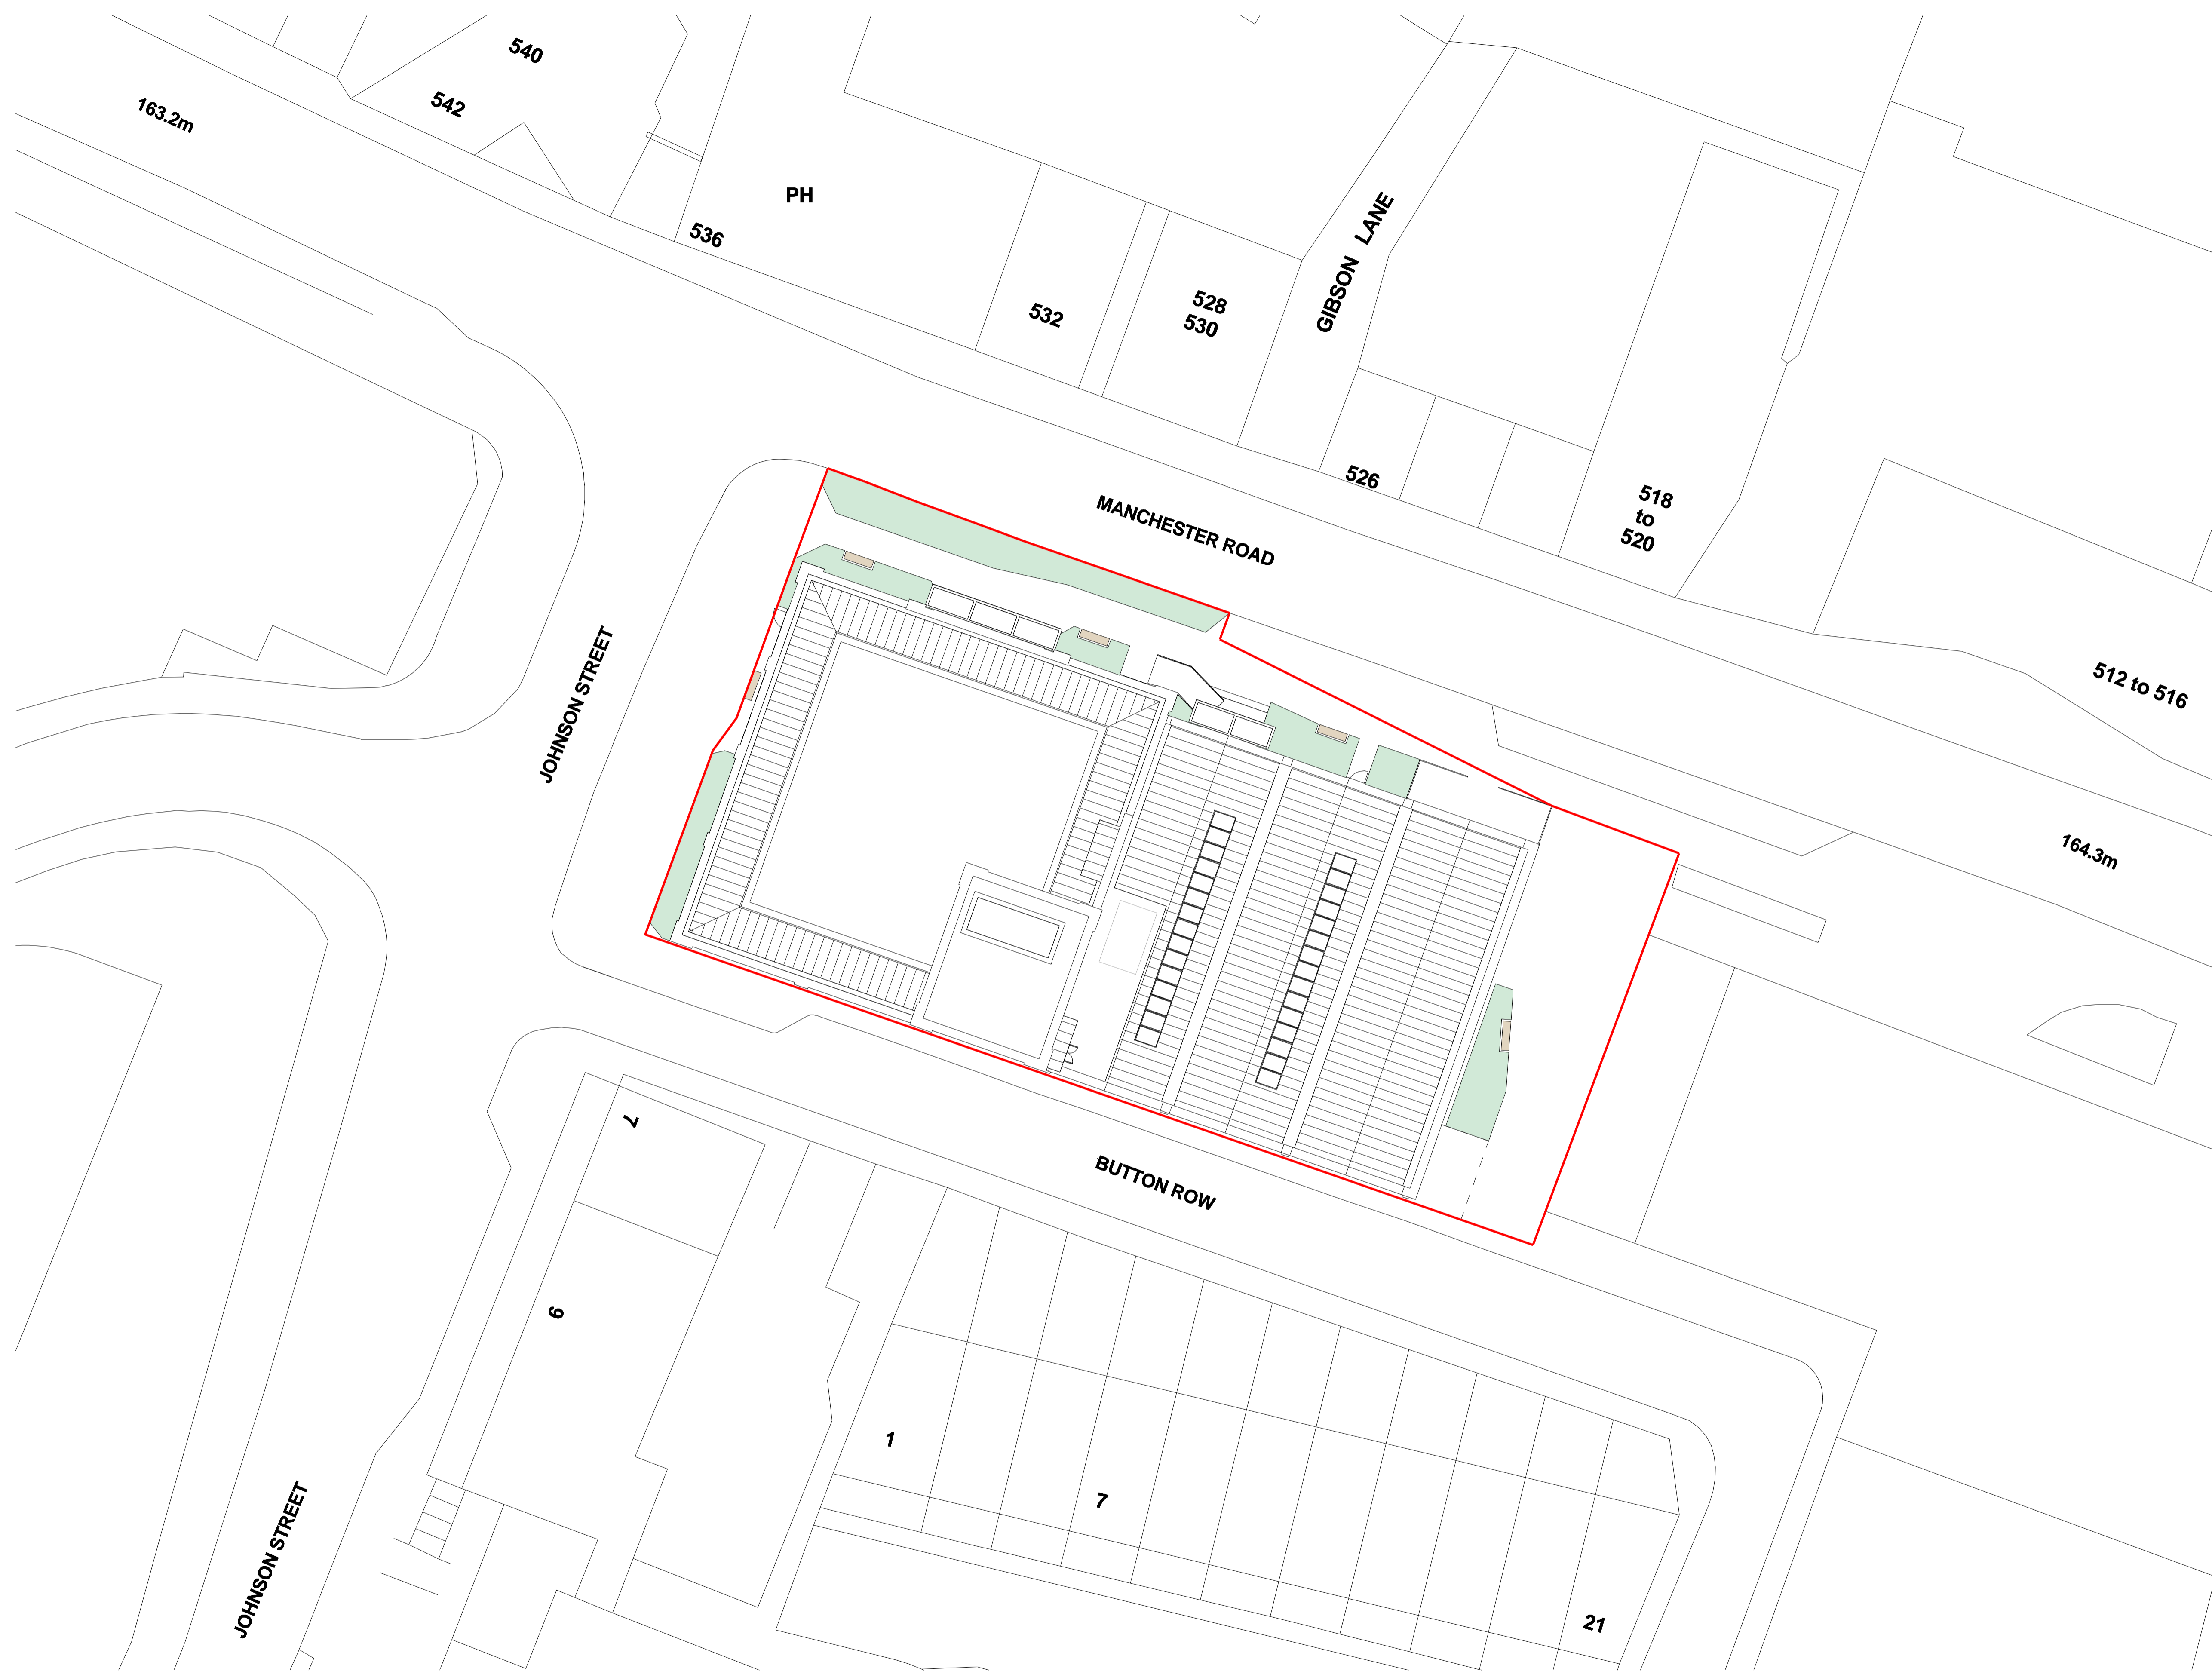 540
542
163.2m
PH
536
532
528
530
GIBSON LANE
526
518
to
520
MANCHESTER ROAD
512 to 516
JOHNSON STREET
164.3m
7
BUTTON ROW
6
1
7
JOHNSON STREET
21